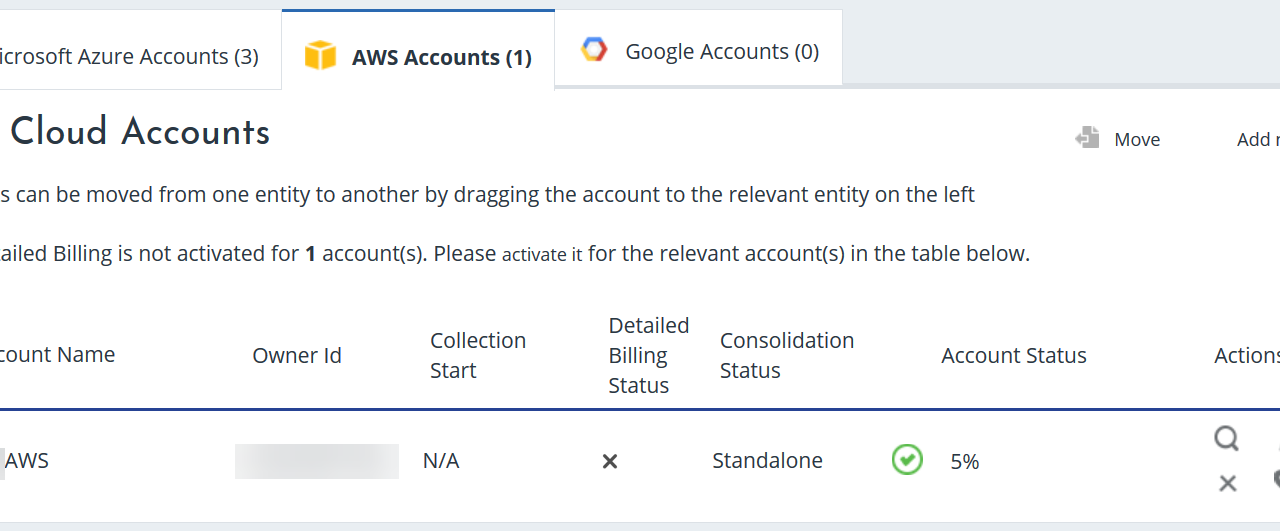 icrosoft Azure Accounts (3)
AWS Accounts (1)
Google Accounts (0)
Cloud Accounts
Move
Add r
s can be moved from one entity to another by dragging the account to the relevant entity on the left
ailed Billing is not activated for 1 account(s). Please activate it for the relevant account(s) in the table below.
count Name
Owner Id
Collection
Start
Detailed
Billing
Status
Consolidation
Status
Account Status
Actions
AWS
N/A
Standalone
5%